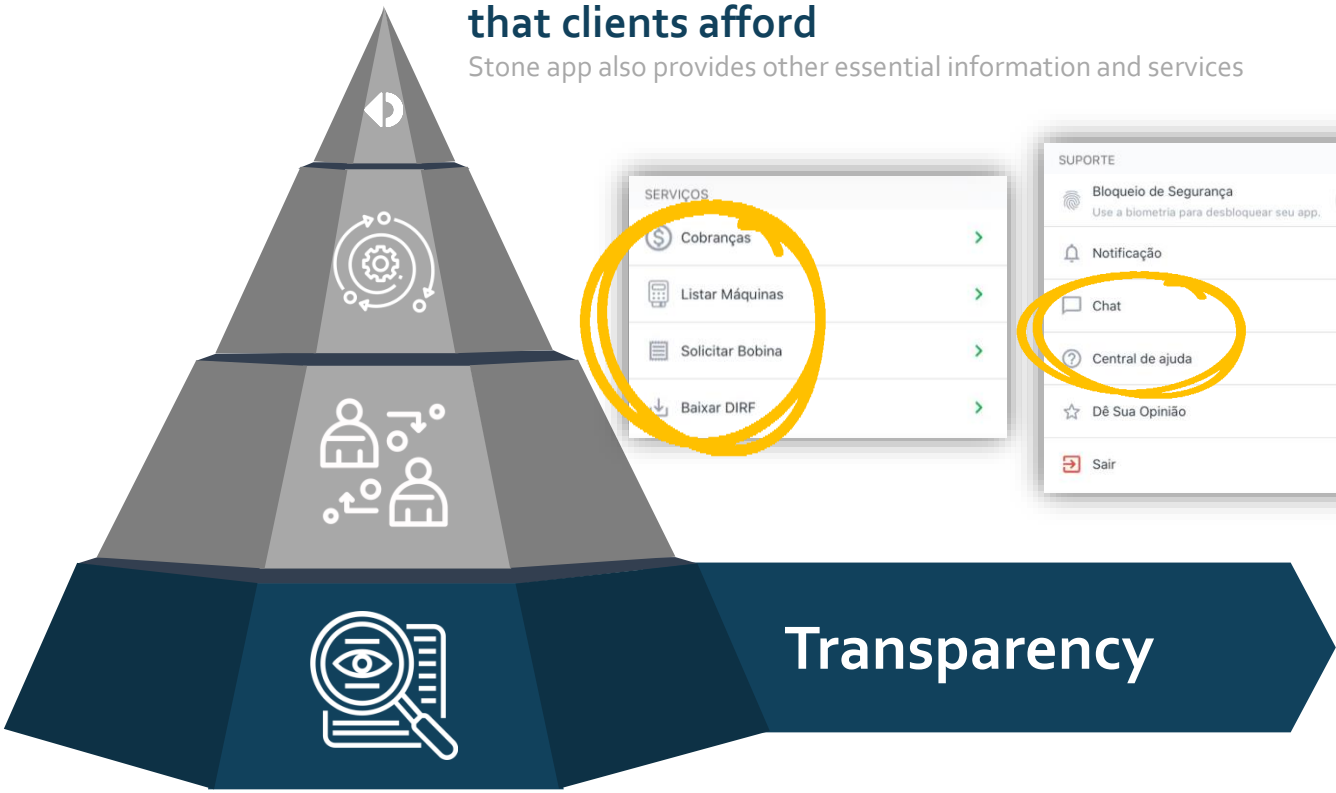 that clients afford
Stone app also provides other essential information and services
SERVIÇOS
Cobranças
Listar Máquinas
Solicitar Bobina
Baixar DIRF
SUPORTE
Bloqueio de Segurança
Use a biometria para desbloquear seu app.
Notificação
Chat
Central de ajuda
Dê Sua Opinião
Sair
Transparency